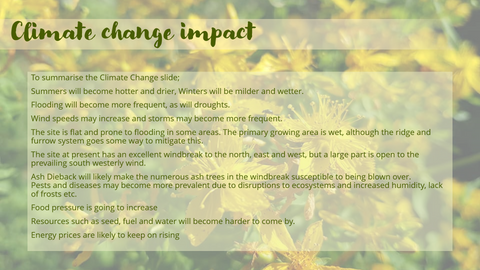 Climate change impact
To summarise the Climate Change slide;
Summers will become hotter and drier, Winters will be milder and wetter.
Flooding will become more frequent, as will droughts.
Wind speeds may increase and storms may become more frequent.
The site is flat and prone to flooding in some areas. The primary growing area is wet, although the ridge and
furrow system goes some way to mitigate this.
The site at present has an excellent windbreak to the north, east and west, but a large part is open to the
prevailing south westerly wind.
Ash Dieback will likely make the numerous ash trees in the windbreak susceptible to being blown over.
Pests and diseases may become more prevalent due to disruptions to ecosystems and increased humidity, lack
of frosts etc.
Food pressure is going to increase
Resources such as seed, fuel and water will become harder to come by.
Energy prices are likely to keep on rising